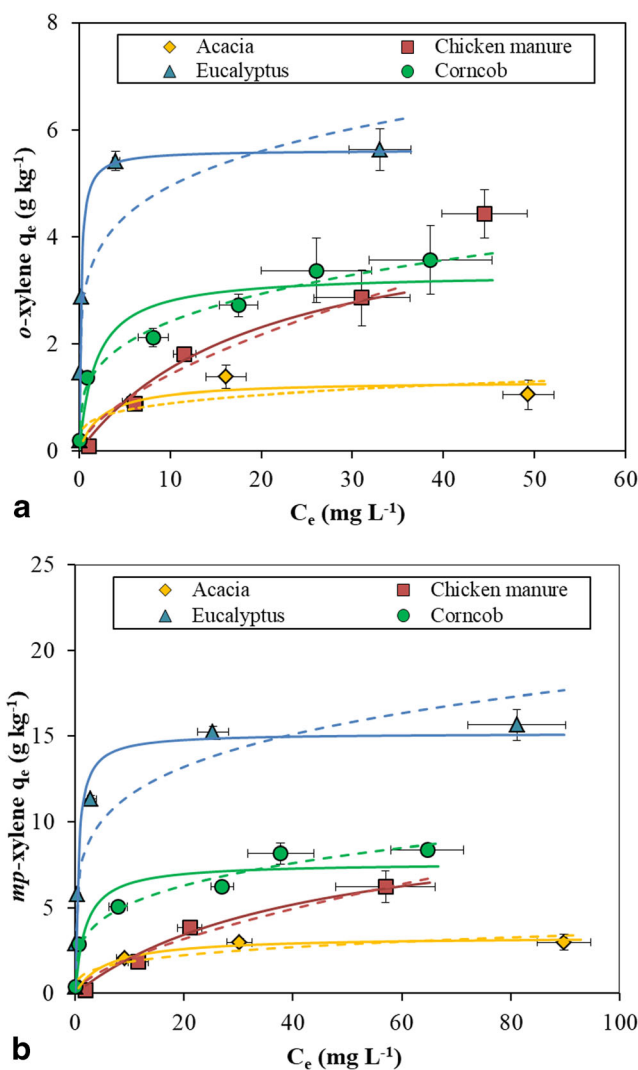 8
6
4
2
0
o-xylene qe (g kg-1)
Acacia
Chicken manure
Eucalyptus
Corncob
0 10 20 30 40 50 60
Ce (mg L-1)
a
25
20
15
10
5
0
mp-xylene qe (g kg-1)
Acacia
Chicken manure
Eucalyptus
Corncob
0 20 40 60 80 100
Ce (mg L-1)
b